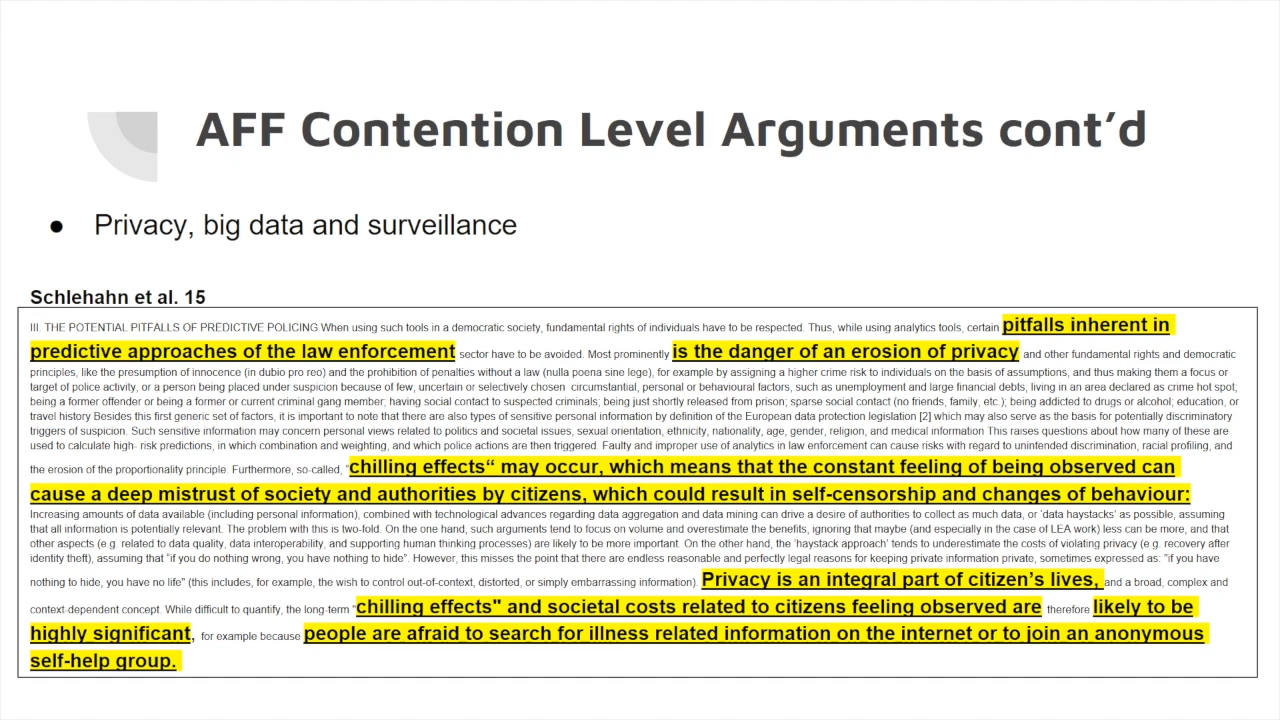 AFF Contention Level Arguments cont’d
● Privacy, big data and surveillance
Schlehahn et al. 15
III. THE POTENTIAL PITFALLS OF PREDICTIVE POLICING When using such tools in a democratic society, fundamental rights of individuals have to be respected. Thus, while using analytics tools, certain pitfalls inherent in
predictive approaches of the law enforcement sector have to be avoided. Most prominently is the danger of an erosion of privacy and other fundamental rights and democratic
principles, like the presumption of innocence (in dubio pro reo) and the prohibition of penalties without a law (nulla poena sine lege), for example by assigning a higher crime risk to individuals on the basis of assumptions, and thus making them a focus or
target of police activity, or a person being placed under suspicion because of few, uncertain or selectively chosen circumstantial, personal or behavioural factors, such as unemployment and large financial debts; living in an area declared as crime hot spot;
being a former offender or being a former or current criminal gang member; having social contact to suspected criminals; being just shortly released from prison; sparse social contact (no friends, family, etc.); being addicted to drugs or alcohol; education, or
travel history Besides this first generic set of factors, it is important to note that there are also types of sensitive personal information by definition of the European data protection legislation [2] which may also serve as the basis for potentially discriminatory
triggers of suspicion. Such sensitive information may concern personal views related to politics and societal issues, sexual orientation, ethnicity, nationality, age, gender, religion, and medical information This raises questions about how many of these are
used to calculate high- risk predictions, in which combination and weighting, and which police actions are then triggered. Faulty and improper use of analytics in law enforcement can cause risks with regard to unintended discrimination, racial profiling, and
the erosion of the proportionality principle. Furthermore, so-called, “chilling effects“ may occur, which means that the constant feeling of being observed can
cause a deep mistrust of society and authorities by citizens, which could result in self-censorship and changes of behaviour:
Increasing amounts of data available (including personal information), combined with technological advances regarding data aggregation and data mining can drive a desire of authorities to collect as much data, or ’data haystacks’ as possible, assuming
that all information is potentially relevant. The problem with this is two-fold. On the one hand, such arguments tend to focus on volume and overestimate the benefits, ignoring that maybe (and especially in the case of LEA work) less can be more, and that
other aspects (e.g. related to data quality, data interoperability, and supporting human thinking processes) are likely to be more important. On the other hand, the ’haystack approach’ tends to underestimate the costs of violating privacy (e.g. recovery after
identity theft), assuming that “if you do nothing wrong, you have nothing to hide”. However, this misses the point that there are endless reasonable and perfectly legal reasons for keeping private information private, sometimes expressed as: ”if you have
nothing to hide, you have no life” (this includes, for example, the wish to control out-of-context, distorted, or simply embarrassing information). Privacy is an integral part of citizen’s lives, and a broad, complex and
context-dependent concept. While difficult to quantify, the long-term “chilling effects" and societal costs related to citizens feeling observed are therefore likely to be
highly significant, for example because people are afraid to search for illness related information on the internet or to join an anonymous
self-help group.